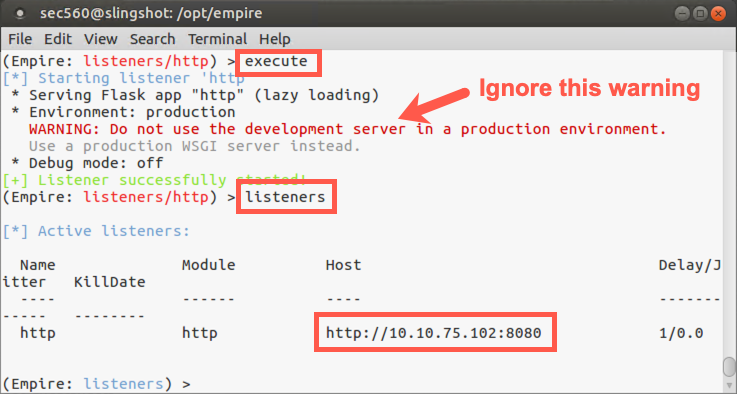 sec560@slingshot: /opt/empire
File Edit View Search Terminal Help
(Empire: listeners/http) > execute
[*] Starting listener 'http
* Serving Flask app "http" (lazy loading)
* Environment: production
WARNING: Do not use the development server in a production environment.
Use a production WSGI server instead.
* Debug mode: off
[+] Listener successfully started!
(Empire: listeners/http) > listeners
[*] Active listeners:
Name Module Host Delay/J
itter KillDate
---- ------ ---- -------
----- --------
http http http://10.10.75.102:8080 1/0.0
(Empire: listeners) >
Ignore this warning